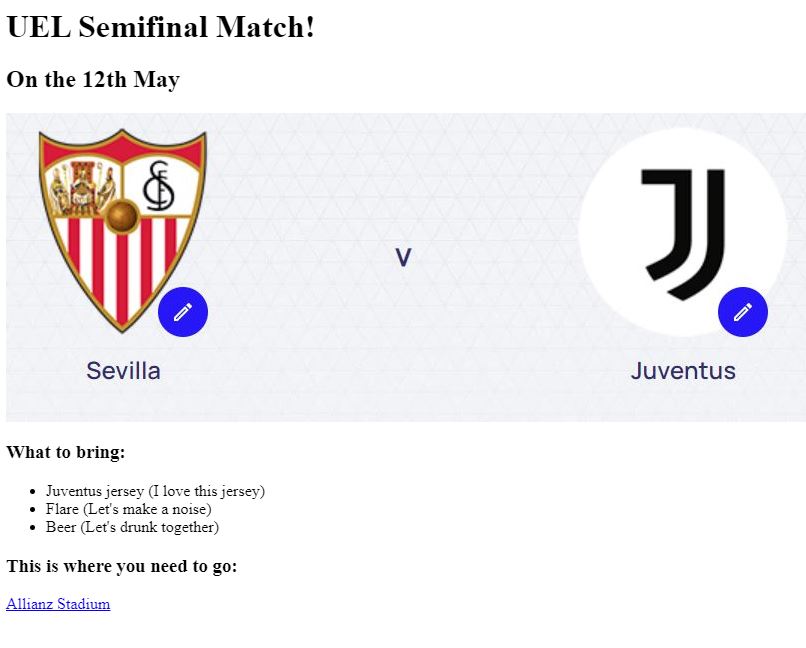 UEL Semifinal Match!
On the 12th May
v
Sevilla
Juventus
What to bring:
Juventus jersey (I love this jersey)
Flare (Let's make a noise)
Beer (Let's drunk together)
This is where you need to go:
Allianz Stadium